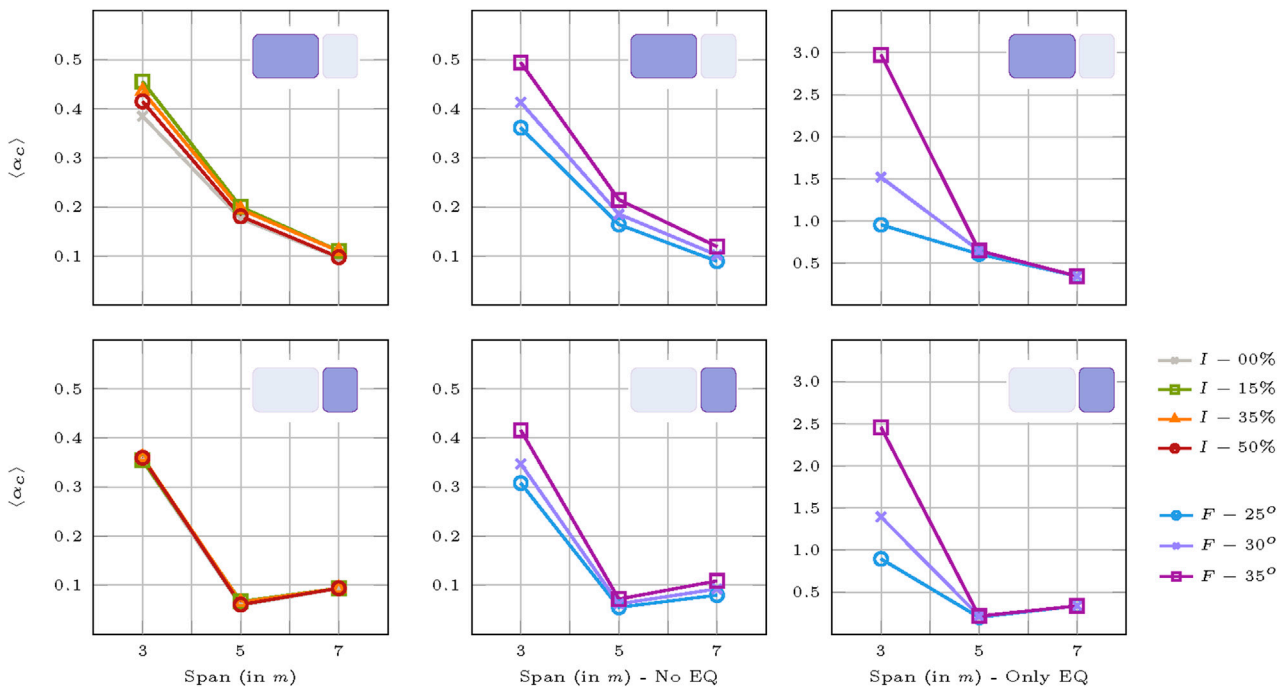 0.5
0.4
0.3
0.2
0.1
⟨α_c⟩
0.5
0.4
0.3
0.2
0.1
3.0
2.5
2.0
1.5
1.0
0.5
0.5
0.4
0.3
0.2
0.1
⟨α_c⟩
3 5 7
Span (in m)
0.5
0.4
0.3
0.2
0.1
3 5 7
Span (in m) - No EQ
3.0
2.5
2.0
1.5
1.0
0.5
3 5 7
Span (in m) - Only EQ
I − 00%
I − 15%
I − 35%
I − 50%
F − 25°
F − 30°
F − 35°